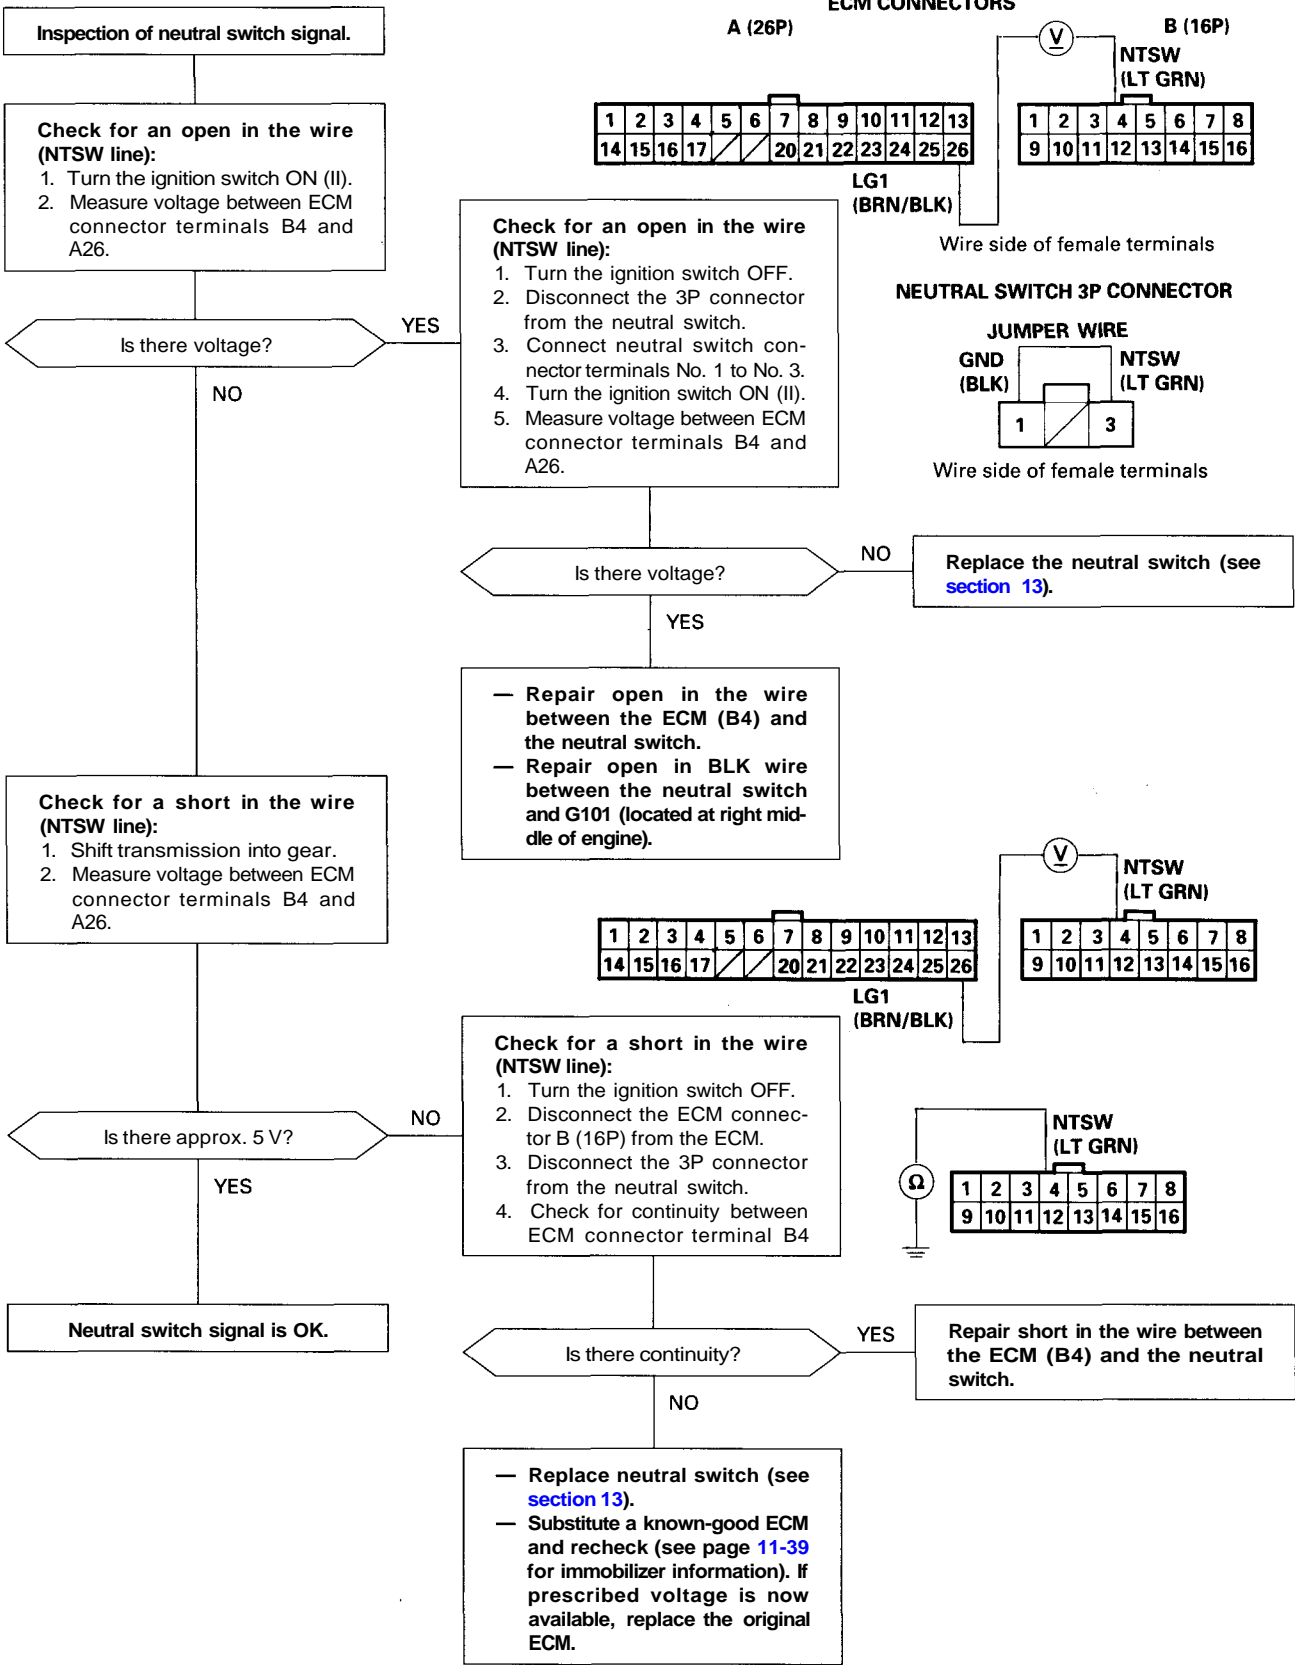 Inspection of neutral switch signal.
Check for an open in the wire
(NTSW line):
1. Turn the ignition switch ON (II).
2. Measure voltage between ECM
connector terminals B4 and
A26.
Is there voltage?
YES
NO
Check for an open in the wire
(NTSW line):
1. Turn the ignition switch OFF.
2. Disconnect the 3P connector
from the neutral switch.
3. Connect neutral switch con-
nector terminals No. 1 to No. 3.
4. Turn the ignition switch ON (II).
5. Measure voltage between ECM
connector terminals B4 and
A26.
ECM CONNECTORS
A (26P)
B (16P)
V
NTSW
(LT GRN)
1 2 3 4 5 6 7 8 9 10 11 12 13
14 15 16 17 20 21 22 23 24 25 26
1 2 3 4 5 6 7 8
9 10 11 12 13 14 15 16
LG1
(BRN/BLK)
Wire side of female terminals
NEUTRAL SWITCH 3P CONNECTOR
JUMPER WIRE
GND
(BLK)
NTSW
(LT GRN)
1 3
Wire side of female terminals
Is there voltage?
NO
Replace the neutral switch (see
section 13).
YES
— Repair open in the wire
between the ECM (B4) and
the neutral switch.
— Repair open in BLK wire
between the neutral switch
and G101 (located at right mid-
dle of engine).
Check for a short in the wire
(NTSW line):
1. Shift transmission into gear.
2. Measure voltage between ECM
connector terminals B4 and
A26.
V
NTSW
(LT GRN)
1 2 3 4 5 6 7 8 9 10 11 12 13
14 15 16 17 20 21 22 23 24 25 26
1 2 3 4 5 6 7 8
9 10 11 12 13 14 15 16
LG1
(BRN/BLK)
Is there approx. 5 V?
NO
YES
Check for a short in the wire
(NTSW line):
1. Turn the ignition switch OFF.
2. Disconnect the ECM connec-
tor B (16P) from the ECM.
3. Disconnect the 3P connector
from the neutral switch.
4. Check for continuity between
ECM connector terminal B4
NTSW
(LT GRN)
Ω
1 2 3 4 5 6 7 8
9 10 11 12 13 14 15 16
Neutral switch signal is OK.
Is there continuity?
YES
Repair short in the wire between
the ECM (B4) and the neutral
switch.
NO
— Replace neutral switch (see
section 13).
— Substitute a known-good ECM
and recheck (see page 11-39
for immobilizer information). If
prescribed voltage is now
available, replace the original
ECM.